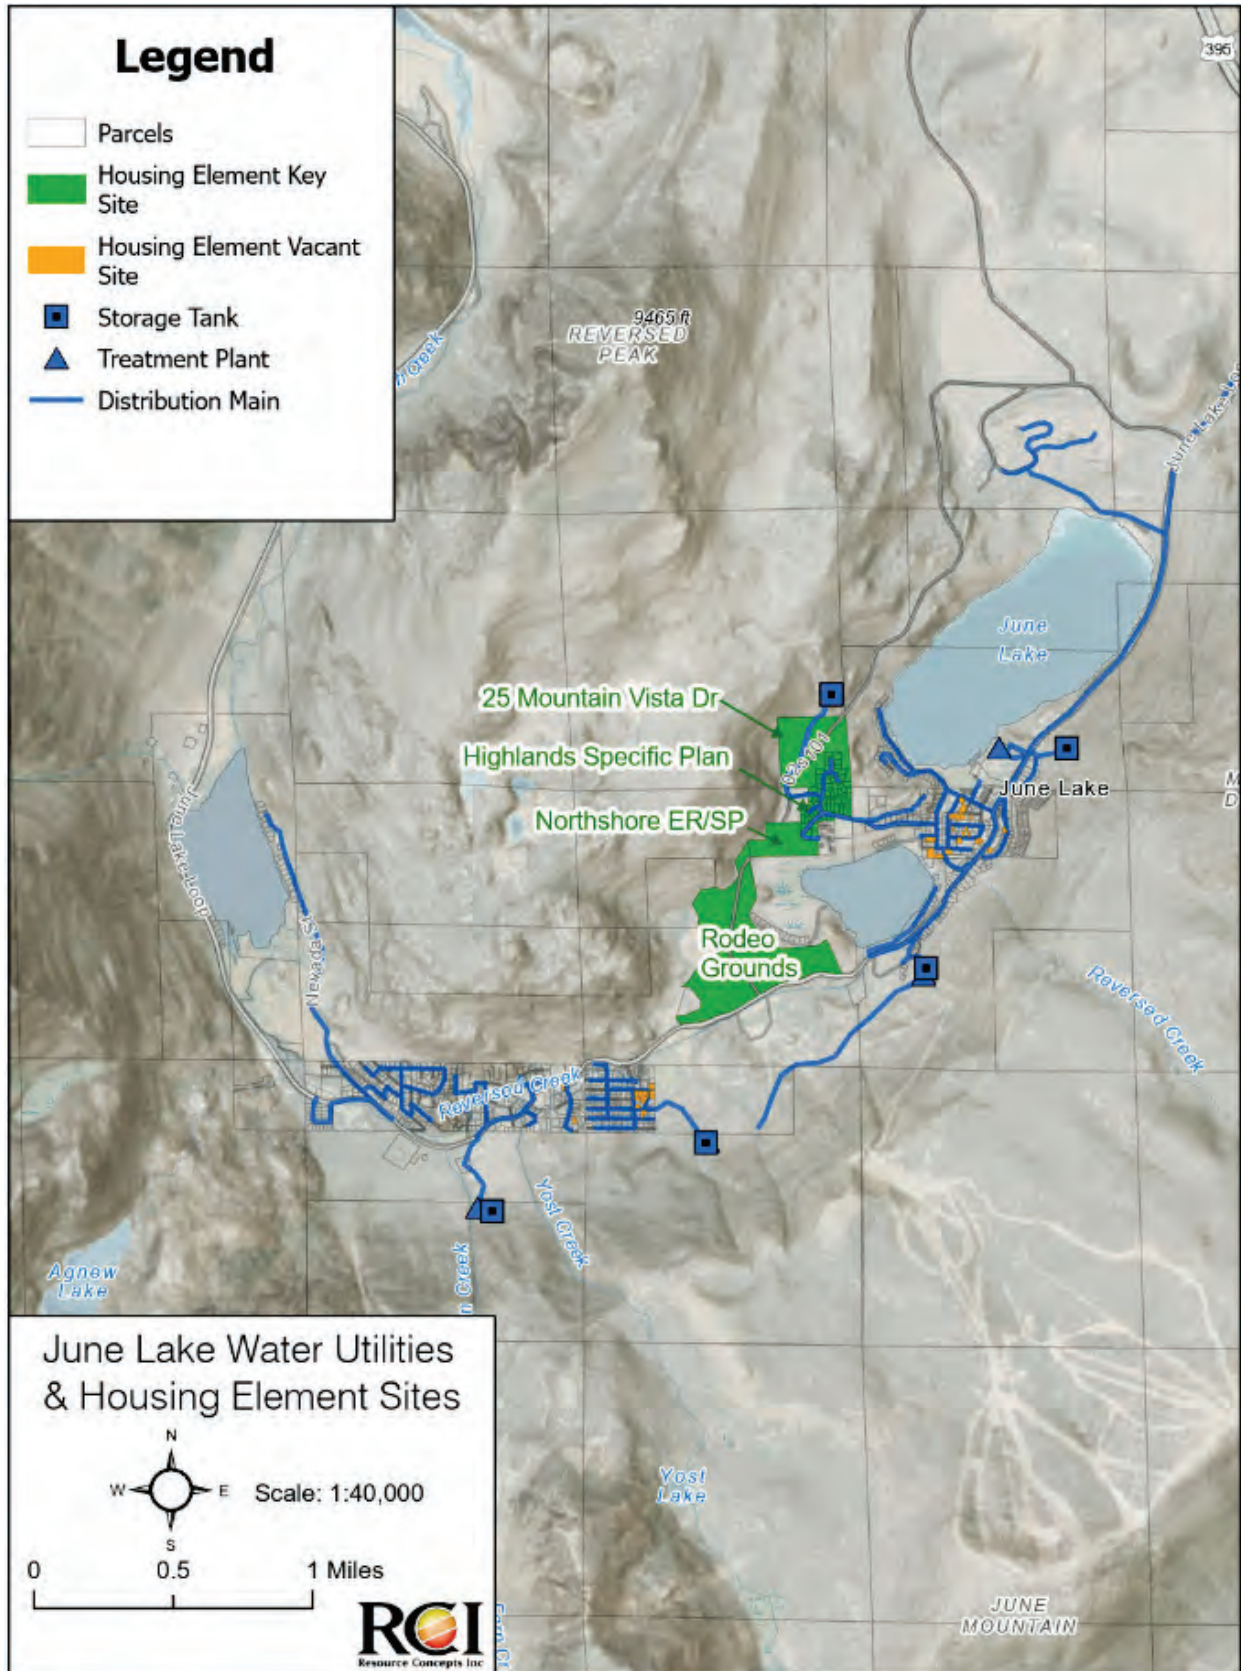 Legend
Parcels
Housing Element Key
Site
Housing Element Vacant
Site
Storage Tank
Treatment Plant
Distribution Main
395
9465 ft
REVERSED
PEAK
Creek
June Lake Lo
June
Lake
25 Mountain Vista Dr
02s101
Highlands Specific Plan
June Lake
Northshore ER/SP
June Lake Loop
Rodeo
Grounds
Nevada St
Reversed Creek
Reversed Creek
Yost Creek
Agnew
Lake
n Creek
June Lake Water Utilities
& Housing Element Sites
N
W
E
S
Scale: 1:40,000
0
0.5
1 Miles
RCI
Resource Concepts Inc
Yost
Lake
JUNE
MOUNTAIN